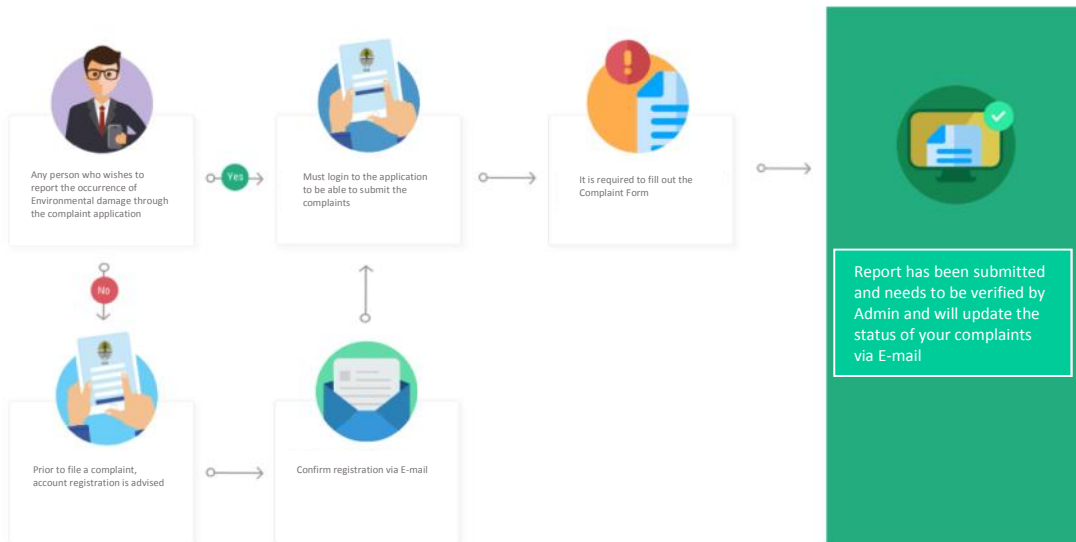 Any person who wishes to
report the occurrence of
Environmental damage through
the complaint application
Yes
Must login to the application
to be able to submit the
complaints
It is required to fill out the
Complaint Form
Report has been submitted
and needs to be verified by
Admin and will update the
status of your complaints
via E-mail
No
Prior to file a complaint,
account registration is advised
Confirm registration via E-mail